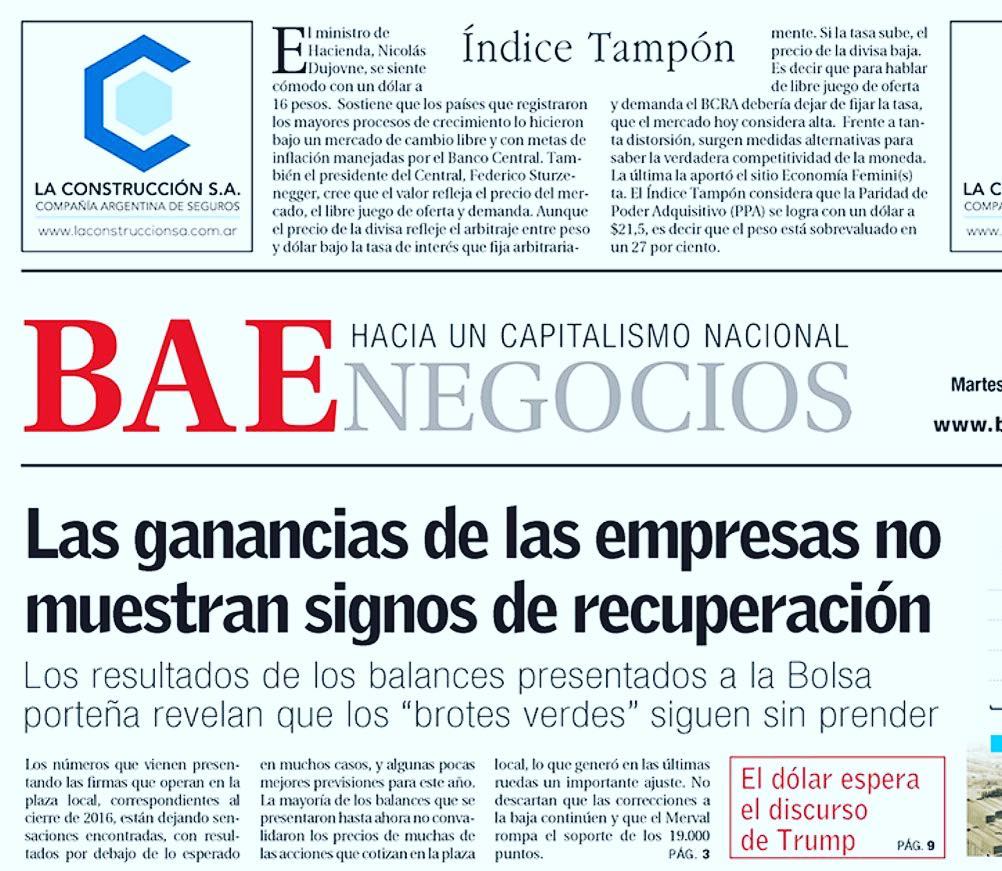 LA CONSTRUCCIÓN S.A.
COMPAÑÍA ARGENTINA DE SEGUROS
www.laconstruccionsa.com.ar
Índice Tampón
El ministro de
Hacienda, Nicolás
Dujovne, se siente
cómodo con un dólar a
16 pesos. Sostiene que los países que registraron
los mayores procesos de crecimiento lo hicieron
bajo un mercado de cambio libre y con metas de
inflación manejadas por el Banco Central. Tam-
bién el presidente del Central, Federico Sturze-
negger, cree que el valor refleja el precio del mer-
cado, el libre juego de oferta y demanda. Aunque
el precio de la divisa refleje el arbitraje entre peso
y dólar bajo la tasa de interés que fija arbitraria-
mente. Si la tasa sube, el
precio de la divisa baja.
Es decir que para hablar
de libre juego de oferta
y demanda el BCRA debería dejar de fijar la tasa,
que el mercado hoy considera alta. Frente a tan-
ta distorsión, surgen medidas alternativas para
saber la verdadera competitividad de la moneda.
La última la aportó el sitio Economía Femini(s)
ta. El Índice Tampón considera que la Paridad de
Poder Adquisitivo (PPA) se logra con un dólar a
$21,5, es decir que el peso está sobrevaluado en
un 27 por ciento.
LA C
COMPA
www.
BAE NEGOCIOS
HACIA UN CAPITALISMO NACIONAL
Martes
www.b
Las ganancias de las empresas no
muestran signos de recuperación
Los resultados de los balances presentados a la Bolsa
porteña revelan que los “brotes verdes” siguen sin prender
Los números que vienen presen-
tando las firmas que operan en la
plaza local, correspondientes al
cierre de 2016, están dejando sen-
saciones encontradas, con resul-
tados por debajo de lo esperado
en muchos casos, y algunas pocas
mejores previsiones para este año.
La mayoría de los balances que se
presentaron hasta ahora no conva-
lidaron los precios de muchas de
las acciones que cotizan en la plaza
local, lo que generó en las últimas
ruedas un importante ajuste. No
descartan que las correcciones a
la baja continúen y que el Merval
rompa el soporte de los 19.000
puntos. PÁG. 3
El dólar espera
el discurso
de Trump PÁG. 9